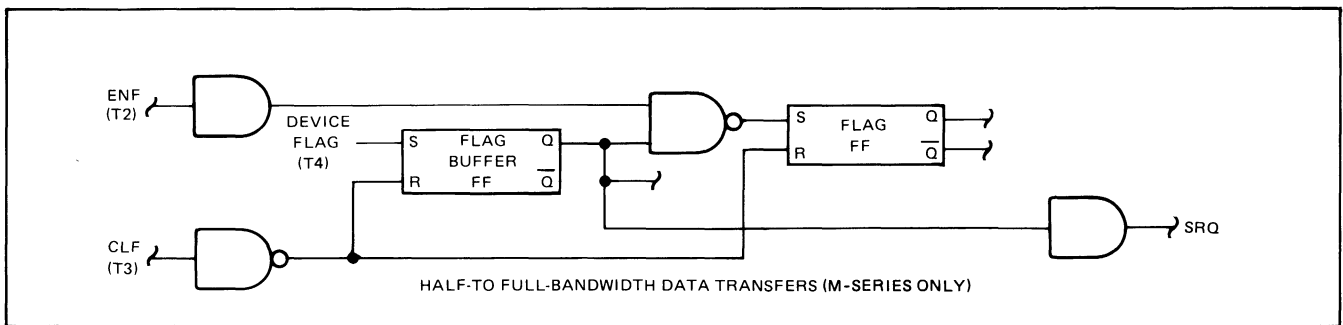 ENF
(T2)
DEVICE
FLAG
(T4)
S FLAG Q
BUFFER
R FF Q̅
S FLAG Q
R FF Q̅
CLF
(T3)
SRQ
HALF-TO FULL-BANDWIDTH DATA TRANSFERS (M-SERIES ONLY)